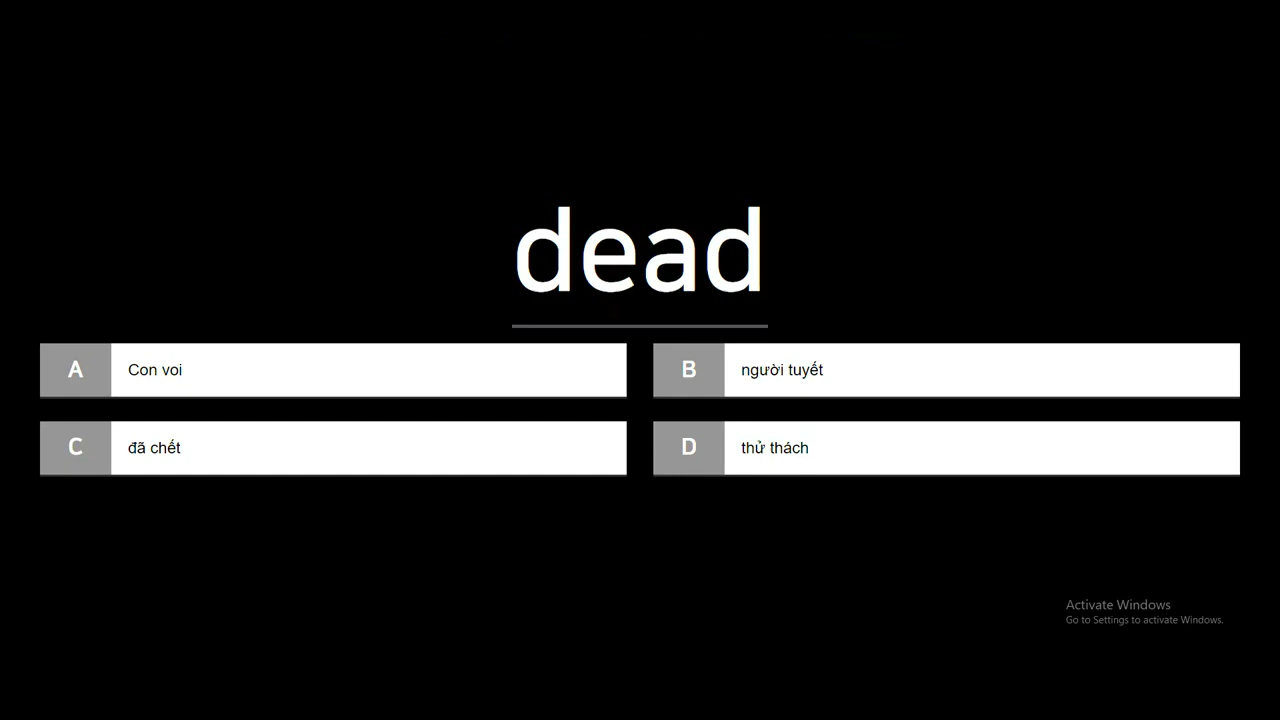 dead
A Con voi
B người tuyết
C đã chết
D thử thách
Activate Windows
Go to Settings to activate Windows.